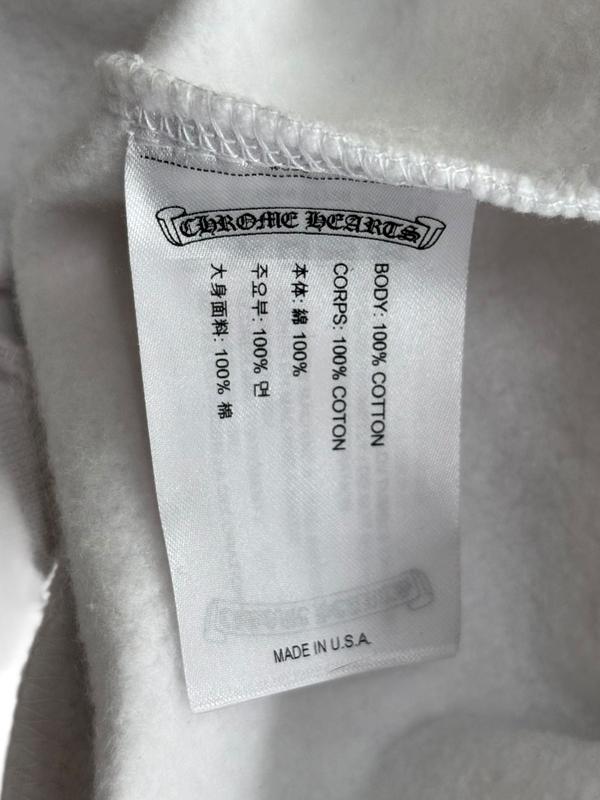 CHROME HEARTS
BODY: 100% COTTON
CORPS: 100% COTON
本体: 綿 100%
주요부: 100% 면
大身面料: 100% 棉
MADE IN U.S.A.